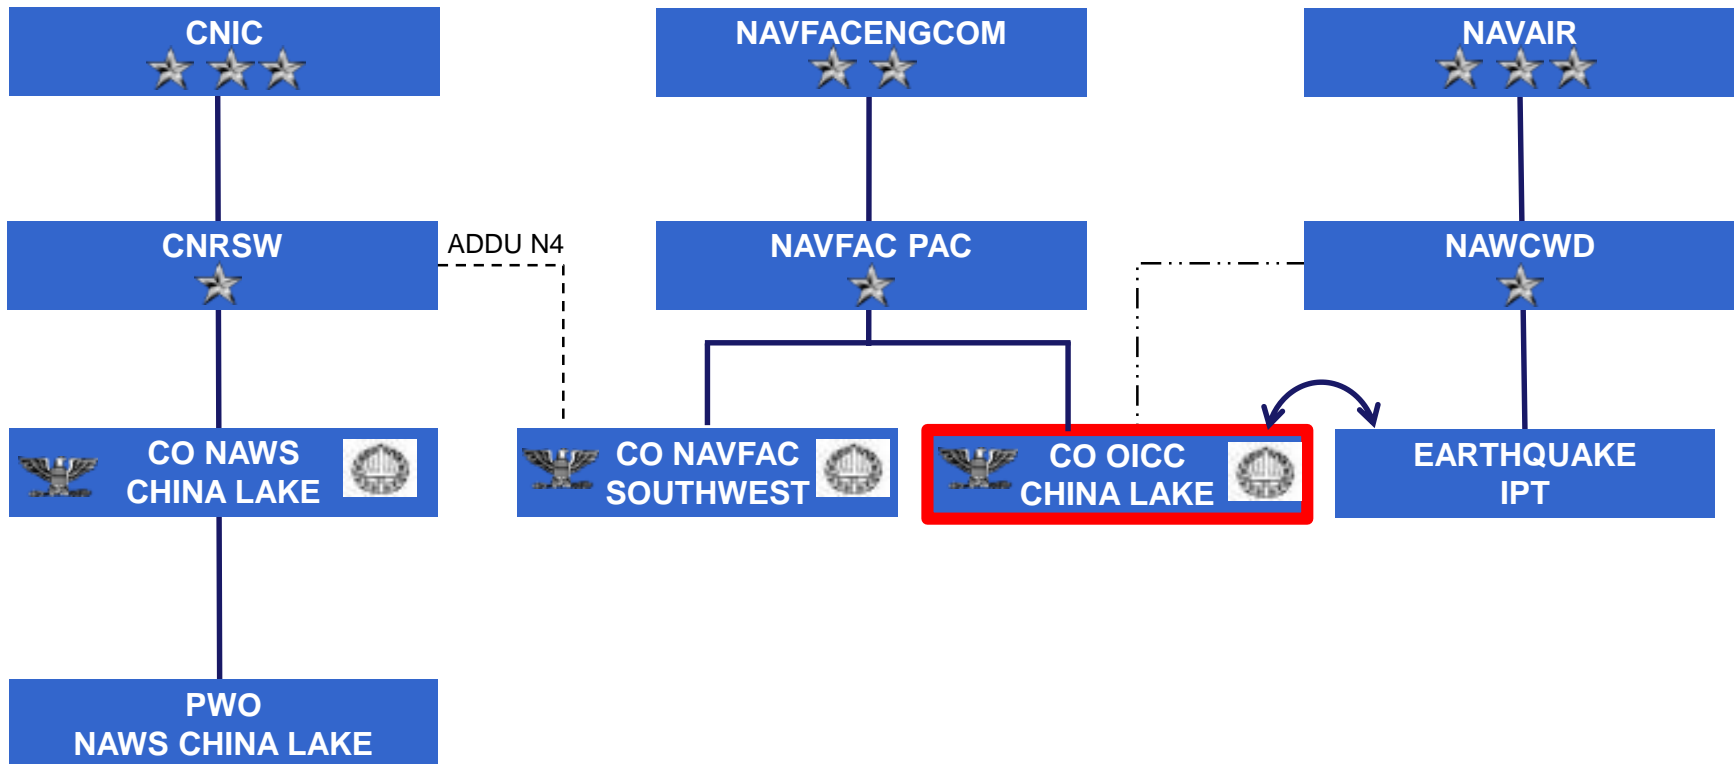 CNIC
NAVFACENGCOM
NAVAIR
CNRSW
ADDU N4
NAVFAC PAC
NAWCWD
CO NAWS
CHINA LAKE
CO NAVFAC
SOUTHWEST
CO OICC
CHINA LAKE
EARTHQUAKE
IPT
PWO
NAWS CHINA LAKE